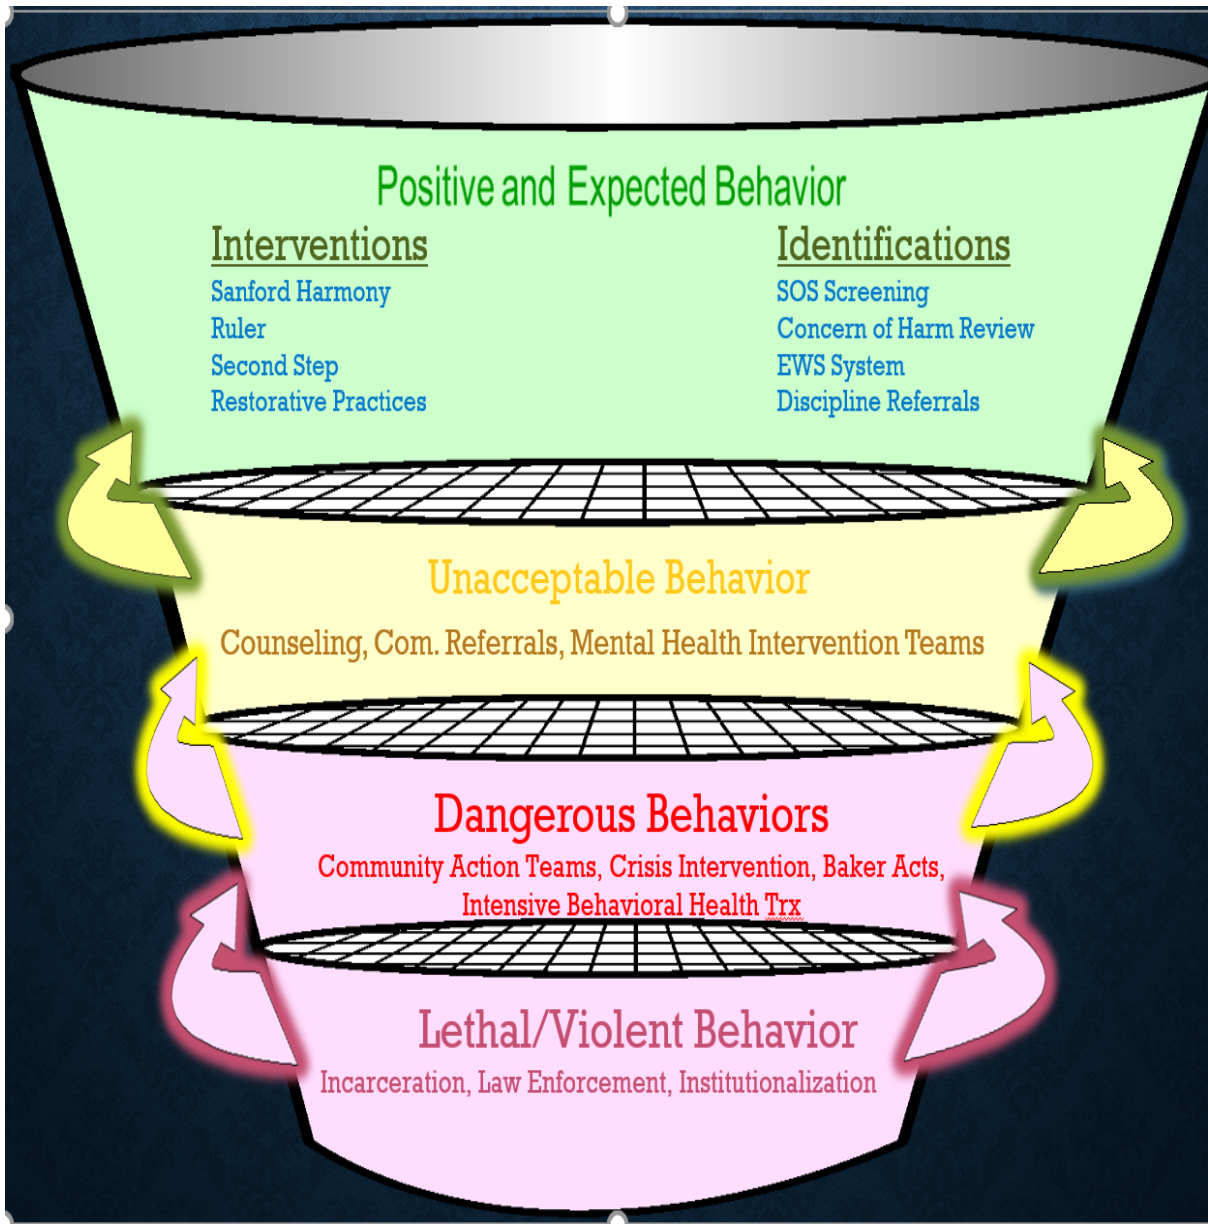 Positive and Expected Behavior
Interventions
Sanford Harmony
Ruler
Second Step
Restorative Practices
Identifications
SOS Screening
Concern of Harm Review
EWS System
Discipline Referrals
Unacceptable Behavior
Counseling, Com. Referrals, Mental Health Intervention Teams
Dangerous Behaviors
Community Action Teams, Crisis Intervention, Baker Acts,
Intensive Behavioral Health Trx
Lethal/Violent Behavior
Incarceration, Law Enforcement, Institutionalization